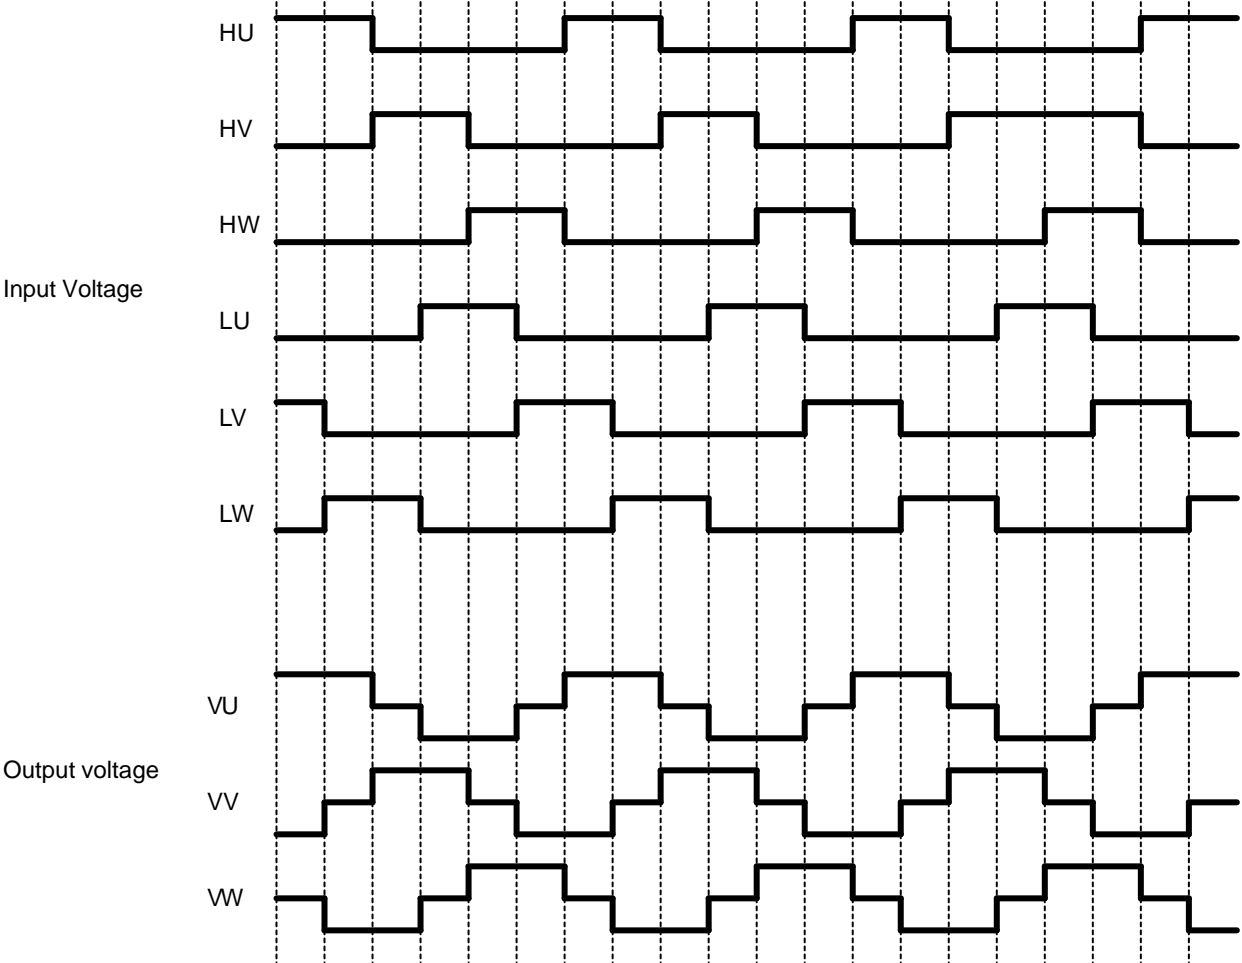 HU
HV
HW
Input Voltage
LU
LV
LW
VU
Output voltage
VV
VW